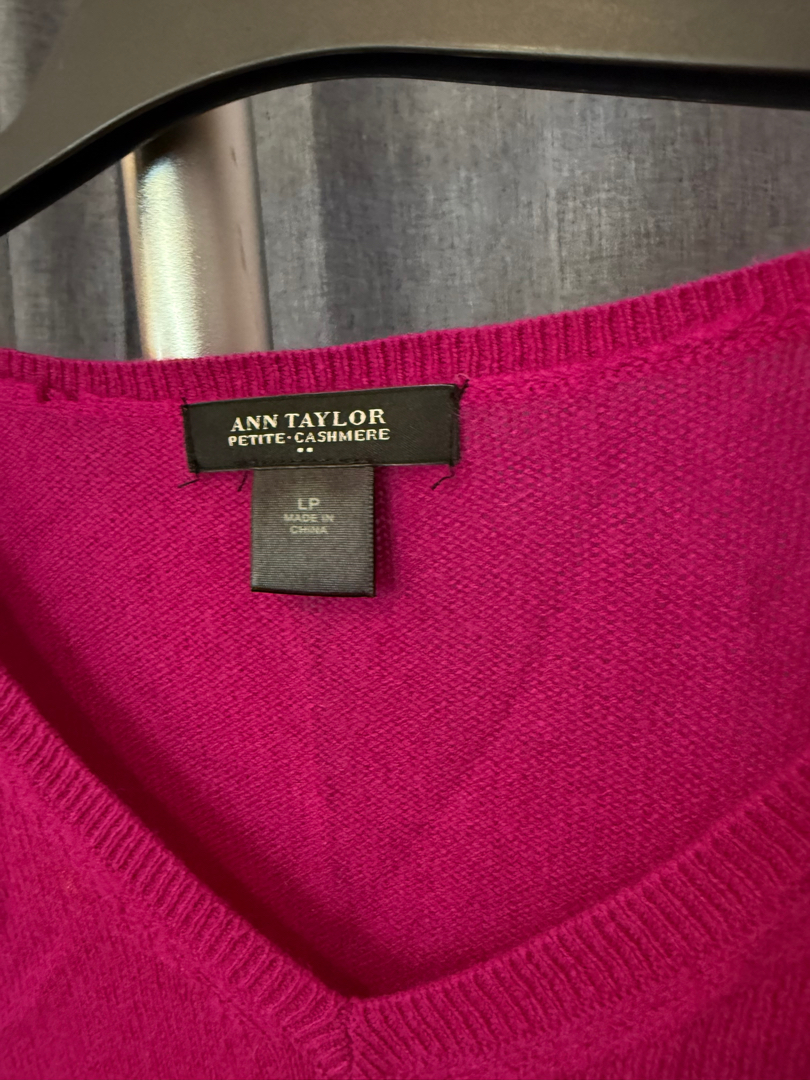 ANN TAYLOR
PETITE·CASHMERE
LP
MADE IN
CHINA